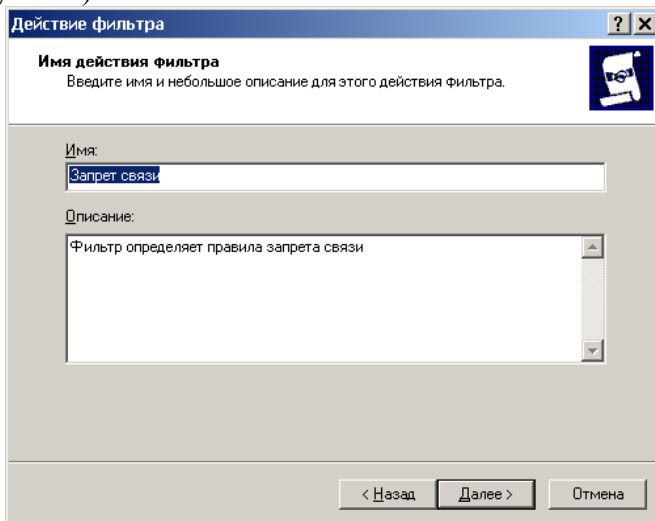 Действие фильтра
Имя действия фильтра
Введите имя и небольшое описание для этого действия фильтра.
Имя:
Запрет связи
Описание:
Фильтр определяет правила запрета связи
< Назад Далее > Отмена